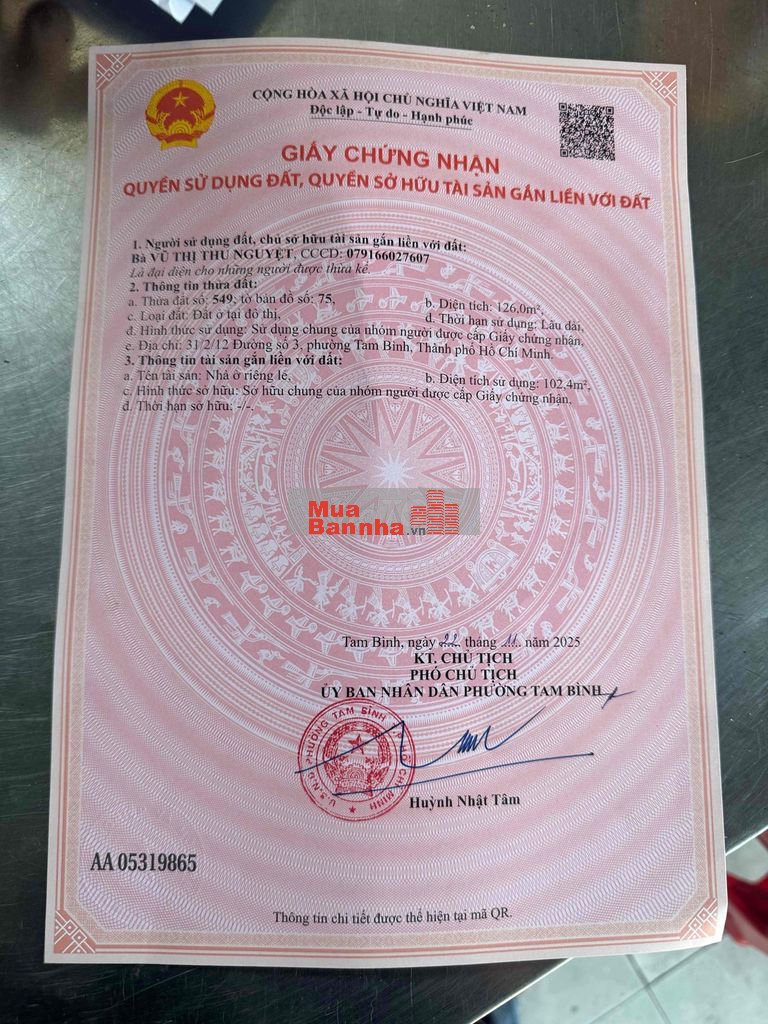 CỘNG HÒA XÃ HỘI CHỦ NGHĨA VIỆT NAM
Độc lập - Tự do - Hạnh phúc
GIẤY CHỨNG NHẬN
QUYỀN SỬ DỤNG ĐẤT, QUYỀN SỞ HỮU TÀI SẢN GẮN LIỀN VỚI ĐẤT
1. Người sử dụng đất, chủ sở hữu tài sản gắn liền với đất:
Bà VŨ THỊ THU NGUYỆT, CCCD: 079166027607
Là đại diện cho những người được thừa kế.
2. Thông tin thửa đất:
a. Thửa đất số: 549; tờ bản đồ số: 75, b. Diện tích: 126,0m²,
c. Loại đất: Đất ở tại đô thị, d. Thời hạn sử dụng: Lâu dài,
đ. Hình thức sử dụng: Sử dụng chung của nhóm người được cấp Giấy chứng nhận,
e. Địa chỉ: 31/2/12 Đường số 3, phường Tam Bình, Thành phố Hồ Chí Minh.
3. Thông tin tài sản gắn liền với đất:
a. Tên tài sản: Nhà ở riêng lẻ, b. Diện tích sử dụng: 102,4m²,
c. Hình thức sở hữu: Sở hữu chung của nhóm người được cấp Giấy chứng nhận,
đ. Thời hạn sở hữu: -/-.
Mua
Bannha.vn
Tam Bình, ngày 22 tháng 11 năm 2025
KT. CHỦ TỊCH
PHÓ CHỦ TỊCH
ỦY BAN NHÂN DÂN PHƯỜNG TAM BÌNH
U.B.N.D PHƯỜNG TAM BÌNH
Huỳnh Nhật Tâm
AA 05319865
Thông tin chi tiết được thể hiện tại mã QR.